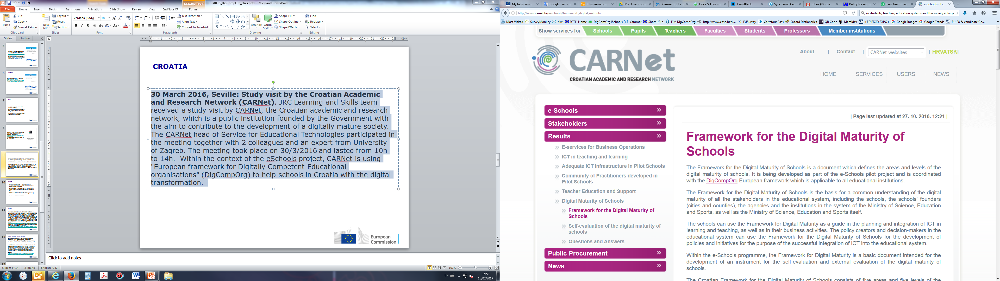 170118_DigCompOrg_Uses.pptx - Microsoft PowerPoint
Drawing Tools
File Home Insert Design Transitions Animations Slide Show Review View EndNote X7 Format
Paste
Cut
Copy
Format Painter
Clipboard
New Slide
Layout
Reset
Section
Slides
Verdana (Body) 18
Font
Text Direction
Align Text
Convert to SmartArt
Paragraph
Arrange
Quick Styles
Shape Fill
Shape Outline
Shape Effects
Drawing
Find
Replace
Select
Editing
Slides Outline
5
6
7
8
9
10
11
12
13
CROATIA
30 March 2016, Seville: Study visit by the Croatian Academic
and Research Network (CARNet). JRC Learning and Skills team
received a study visit by CARNet, the Croatian academic and research
network, which is a public institution founded by the Government with
the aim to contribute to the development of a digitally mature society.
The CARNet head of Service for Educational Technologies participated in
the meeting together with 2 colleagues and an expert from University
of Zagreb. The meeting took place on 30/3/2016 and lasted from 10h
to 14h.  Within the context of the eSchools project, CARNet is using
"European framework for Digitally Competent Educational
organisations" (DigCompOrg) to help schools in Croatia with the digital
transformation.
European
Commission
Click to add notes
Slide 9 of 14 "2_Blank" English (U.K.) 107%
EN 15:53
15/02/2017
My Intracom... Google Transl... Thesaurus.co... My Drive - Go... Yammer : ET 2... Docs & Files –... TweetDeck Sync.com | Co... Inbox (9) - pa... Policy for repr... Free Grammar... e-Schools - Fr...
http://www.carnet.hr/e-schools/framework_digital_maturity
or students, teachers, education systems and the society at large
Most Visited SurveyMonkey Kiwi ICTLI Home DigComOrg4Schools Yammer Short URLs EIM DigCompOrg http://www.easo.hezk... EUSurvey Carrefour Pass Oxford Dictionaries QR Code Memidex :: EDIFICIO EXPO :: Google Images Google Trends EU-28 & candidate Co...
Show services for Schools Pupils Teachers Faculties Students Professors Member institutions
CARNet
CROATIAN ACADEMIC AND RESEARCH NETWORK
About | Contact | CARNet websites | HRVATSKI
HOME SERVICES USERS NEWS
e-Schools
Stakeholders
Results
E-services for Business Operations
ICT in teaching and learning
Adequate ICT Infrastructure in Pilot Schools
Community of Practitioners developed in
Pilot Schools
Teacher Education and Support
Digital Maturity of Schools
Framework for the Digital Maturity of
Schools
Self-evaluation of the digital maturity of
schools
Questions and Answers
Public Procurement
News
| Page last updated at 27. 10. 2016. 12:21 |
Framework for the Digital Maturity of
Schools
The Framework for the Digital Maturity of Schools is a document which defines the areas and levels of the
digital maturity of schools. It is being developed as part of the e-Schools pilot project and is coordinated
with the DigCompOrg European framework which is applicable to all educational institutions.
The Framework for the Digital Maturity of Schools is the basis for a common understanding of the digital
maturity of all the stakeholders in the educational system, including the schools, the schools' founders
(cities and counties), the agencies and the institutions in the system of the Ministry of Science, Education
and Sports, as well as the Ministry of Science, Education and Sports itself.
The schools can use the Framework for Digital Maturity as a guide in the planning and integration of ICT in
learning and teaching, as well as in their business activities. The policy creators and decision-makers in the
educational system can use the Framework for the Digital Maturity of Schools for the development of
policies and initiatives for the purpose of the successful integration of ICT into the educational system.
Within the e-Schools programme, the Framework for Digital Maturity is a basic document intended for the
development of an instrument for the self-evaluation and external evaluation of the digital maturity of
schools.
The Croatian Framework for the Digital Maturity of Schools consists of five areas and five levels of the